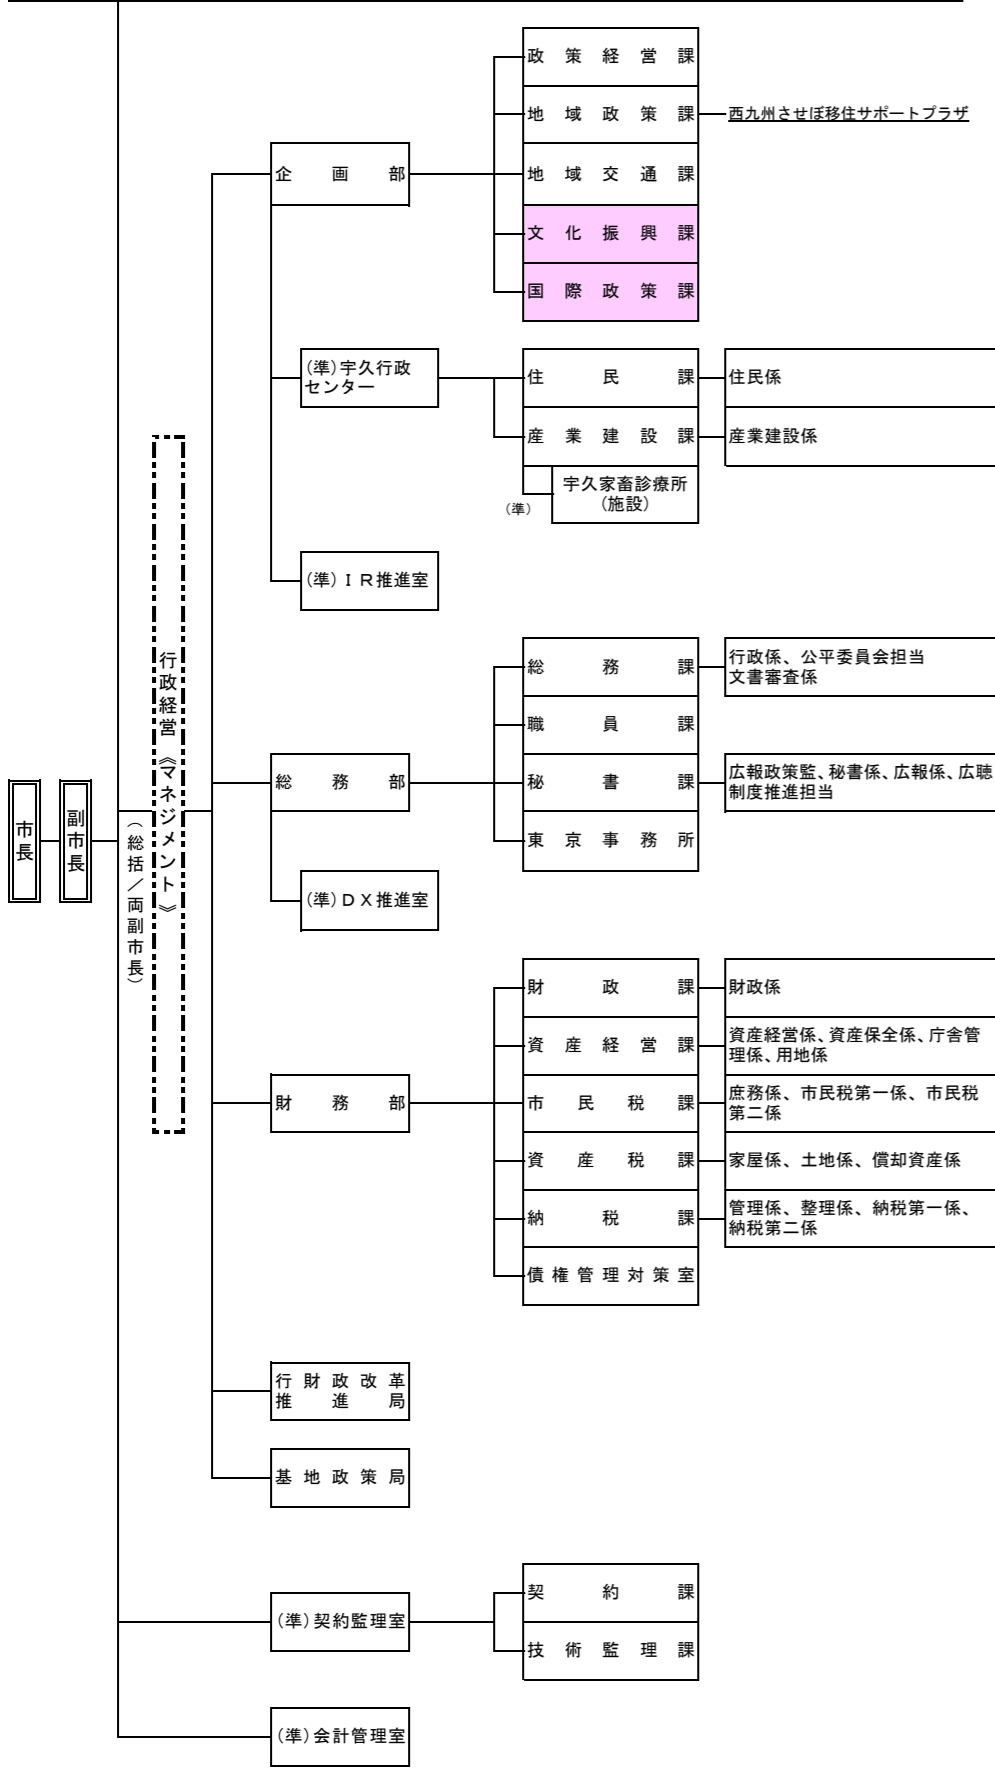 政策経営課
地域政策課
西九州させぼ移住サポートプラザ
企画部
地域交通課
文化振興課
国際政策課
(準)宇久行政
センター
住民課
住民係
産業建設課
産業建設係
宇久家畜診療所
(施設)
(準)
(準)ＩＲ推進室
行政経営《マネジメント》
総務課
行政係、公平委員会担当
文書審査係
職員課
総務部
秘書課
広報政策監、秘書係、広報係、広聴
制度推進担当
東京事務所
市長
副市長
(総括／両副市長)
(準)ＤＸ推進室
財政課
財政係
資産経営課
資産経営係、資産保全係、庁舎管
理係、用地係
財務部
市民税課
庶務係、市民税第一係、市民税
第二係
資産税課
家屋係、土地係、償却資産係
納税課
管理係、整理係、納税第一係、
納税第二係
債権管理対策室
行財政改革
推進局
基地政策局
契約課
(準)契約監理室
技術監理課
(準)会計管理室